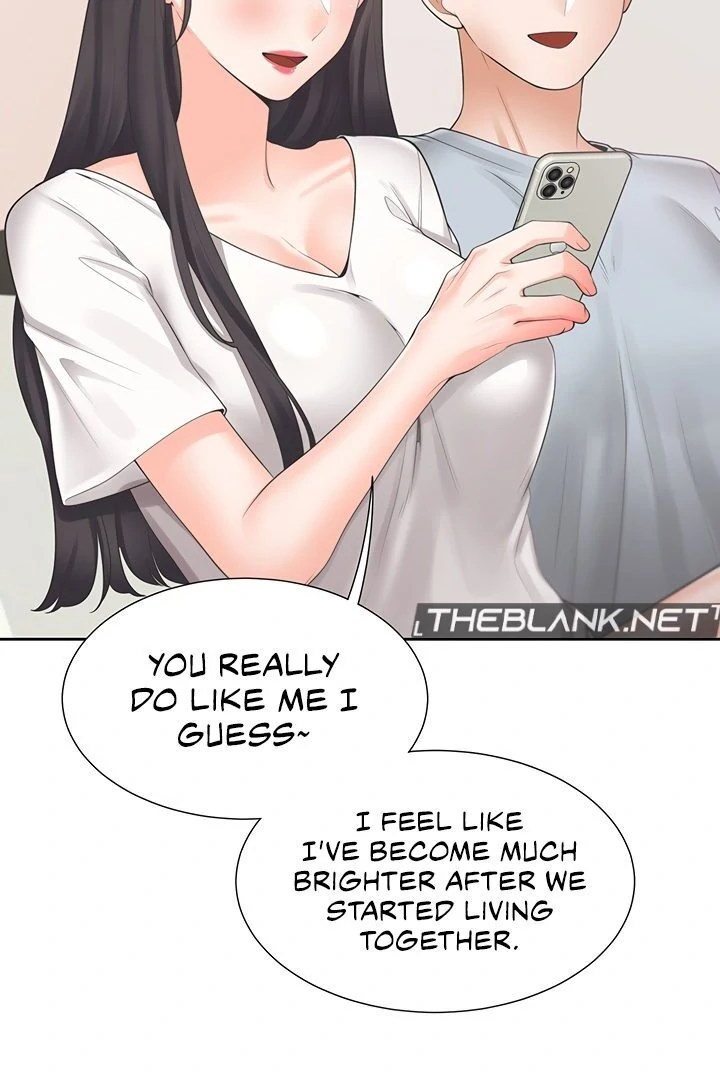 THEBLANK.NET
YOU REALLY
DO LIKE ME I
GUESS~
I FEEL LIKE
I'VE BECOME MUCH
BRIGHTER AFTER WE
STARTED LIVING
TOGETHER.